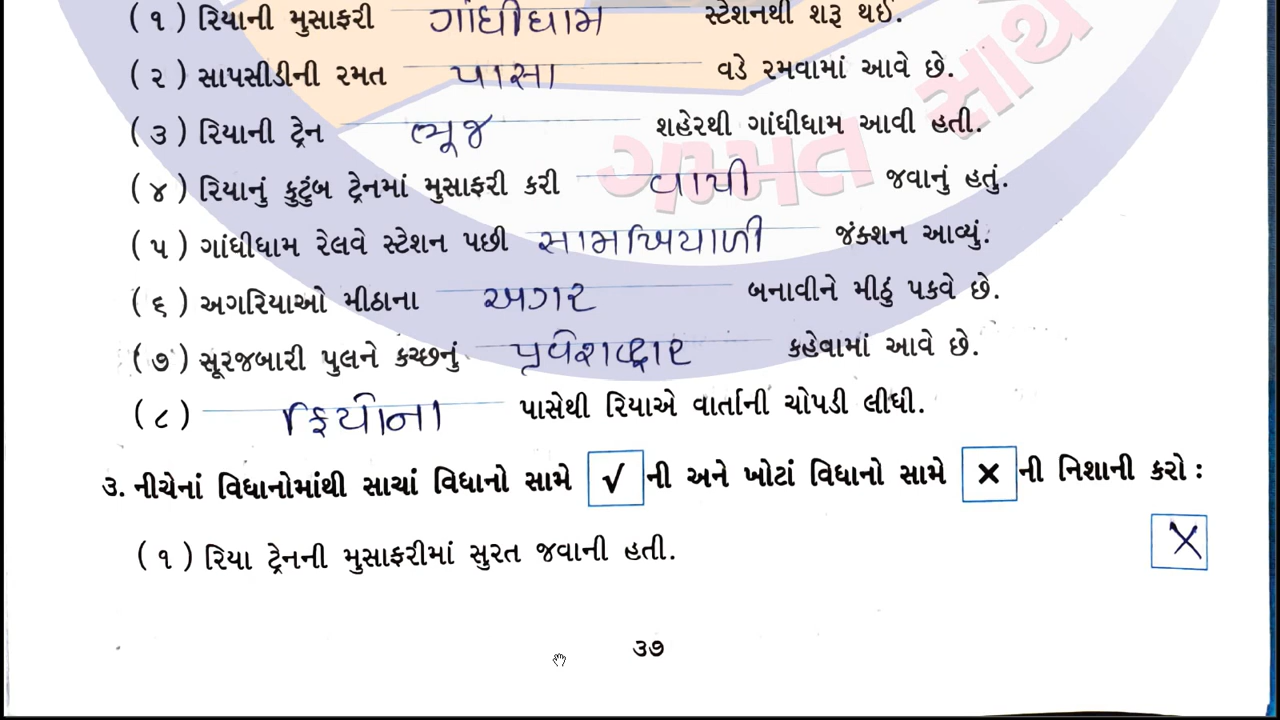 (૧) રિયાની મુસાફરી ગાંધીધામ સ્ટેશનથી શરૂ થઈ.
(૨) સાપસીડીની રમત પાસા વડે રમવામાં આવે છે.
(૩) રિયાની ટ્રેન ભૂજ શહેરથી ગાંધીધામ આવી હતી.
(૪) રિયાનું કુટુંબ ટ્રેનમાં મુસાફરી કરી વાપી જવાનું હતું.
(૫) ગાંધીધામ રેલવે સ્ટેશન પછી સામખિયાળી જંક્શન આવ્યું.
(૬) અગરિયાઓ મીઠાના અગર બનાવીને મીઠું પકવે છે.
(૭) સૂરજબારી પુલને કચ્છનું પ્રવેશદ્વાર કહેવામાં આવે છે.
(૮) ફિયોના પાસેથી રિયાએ વાર્તાની ચોપડી લીધી.
૩. નીચેનાં વિધાનોમાંથી સાચાં વિધાનો સામે √ ની અને ખોટાં વિધાનો સામે × ની નિશાની કરો :
(૧) રિયા ટ્રેનની મુસાફરીમાં સુરત જવાની હતી. ×
૩૭
ગમ્મત સાથે